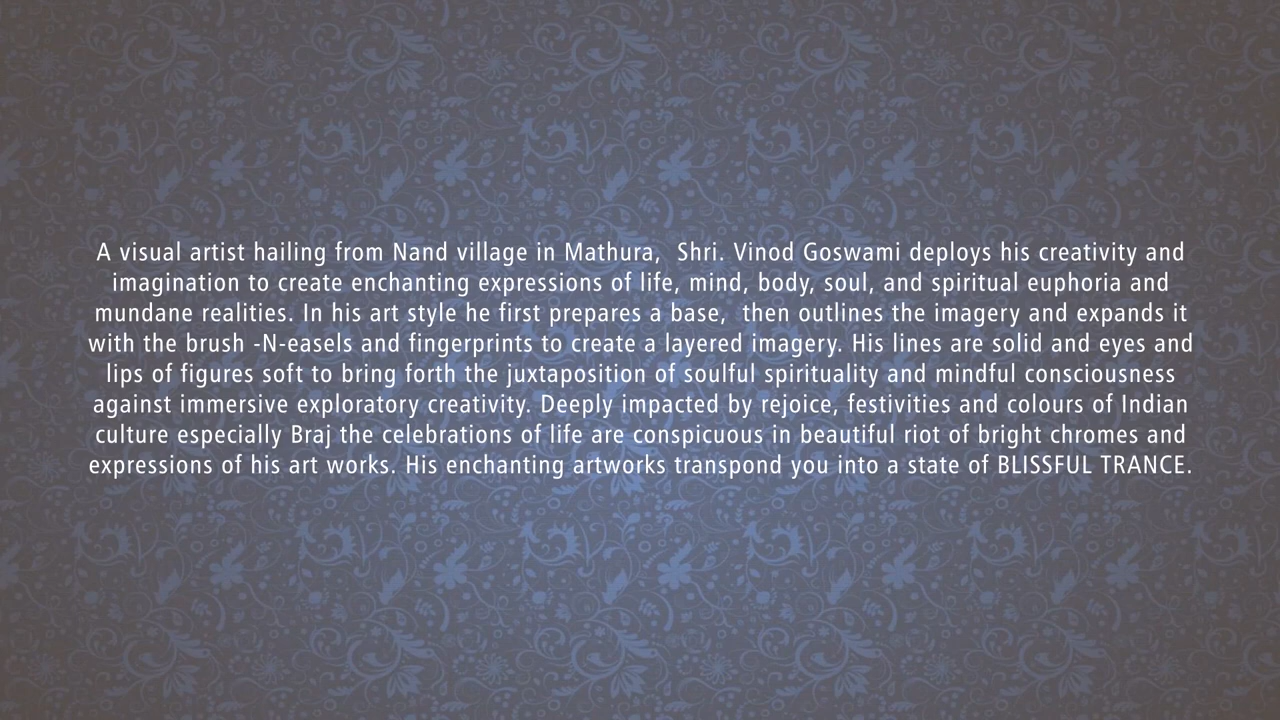 A visual artist hailing from Nand village in Mathura,  Shri. Vinod Goswami deploys his creativity and
imagination to create enchanting expressions of life, mind, body, soul, and spiritual euphoria and
mundane realities. In his art style he first prepares a base,  then outlines the imagery and expands it
with the brush -N-easels and fingerprints to create a layered imagery. His lines are solid and eyes and
lips of figures soft to bring forth the juxtaposition of soulful spirituality and mindful consciousness
against immersive exploratory creativity. Deeply impacted by rejoice, festivities and colours of Indian
culture especially Braj the celebrations of life are conspicuous in beautiful riot of bright chromes and
expressions of his art works. His enchanting artworks transpond you into a state of BLISSFUL TRANCE.